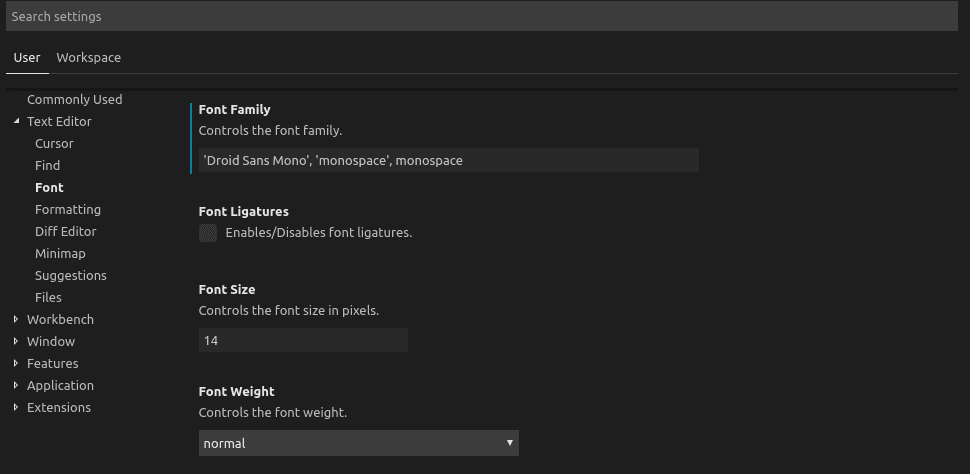 Search settings
User
Workspace
Commonly Used
Text Editor
Cursor
Find
Font
Formatting
Diff Editor
Minimap
Suggestions
Files
Workbench
Window
Features
Application
Extensions
Font Family
Controls the font family.
'Droid Sans Mono', 'monospace', monospace
Font Ligatures
Enables/Disables font ligatures.
Font Size
Controls the font size in pixels.
14
Font Weight
Controls the font weight.
normal